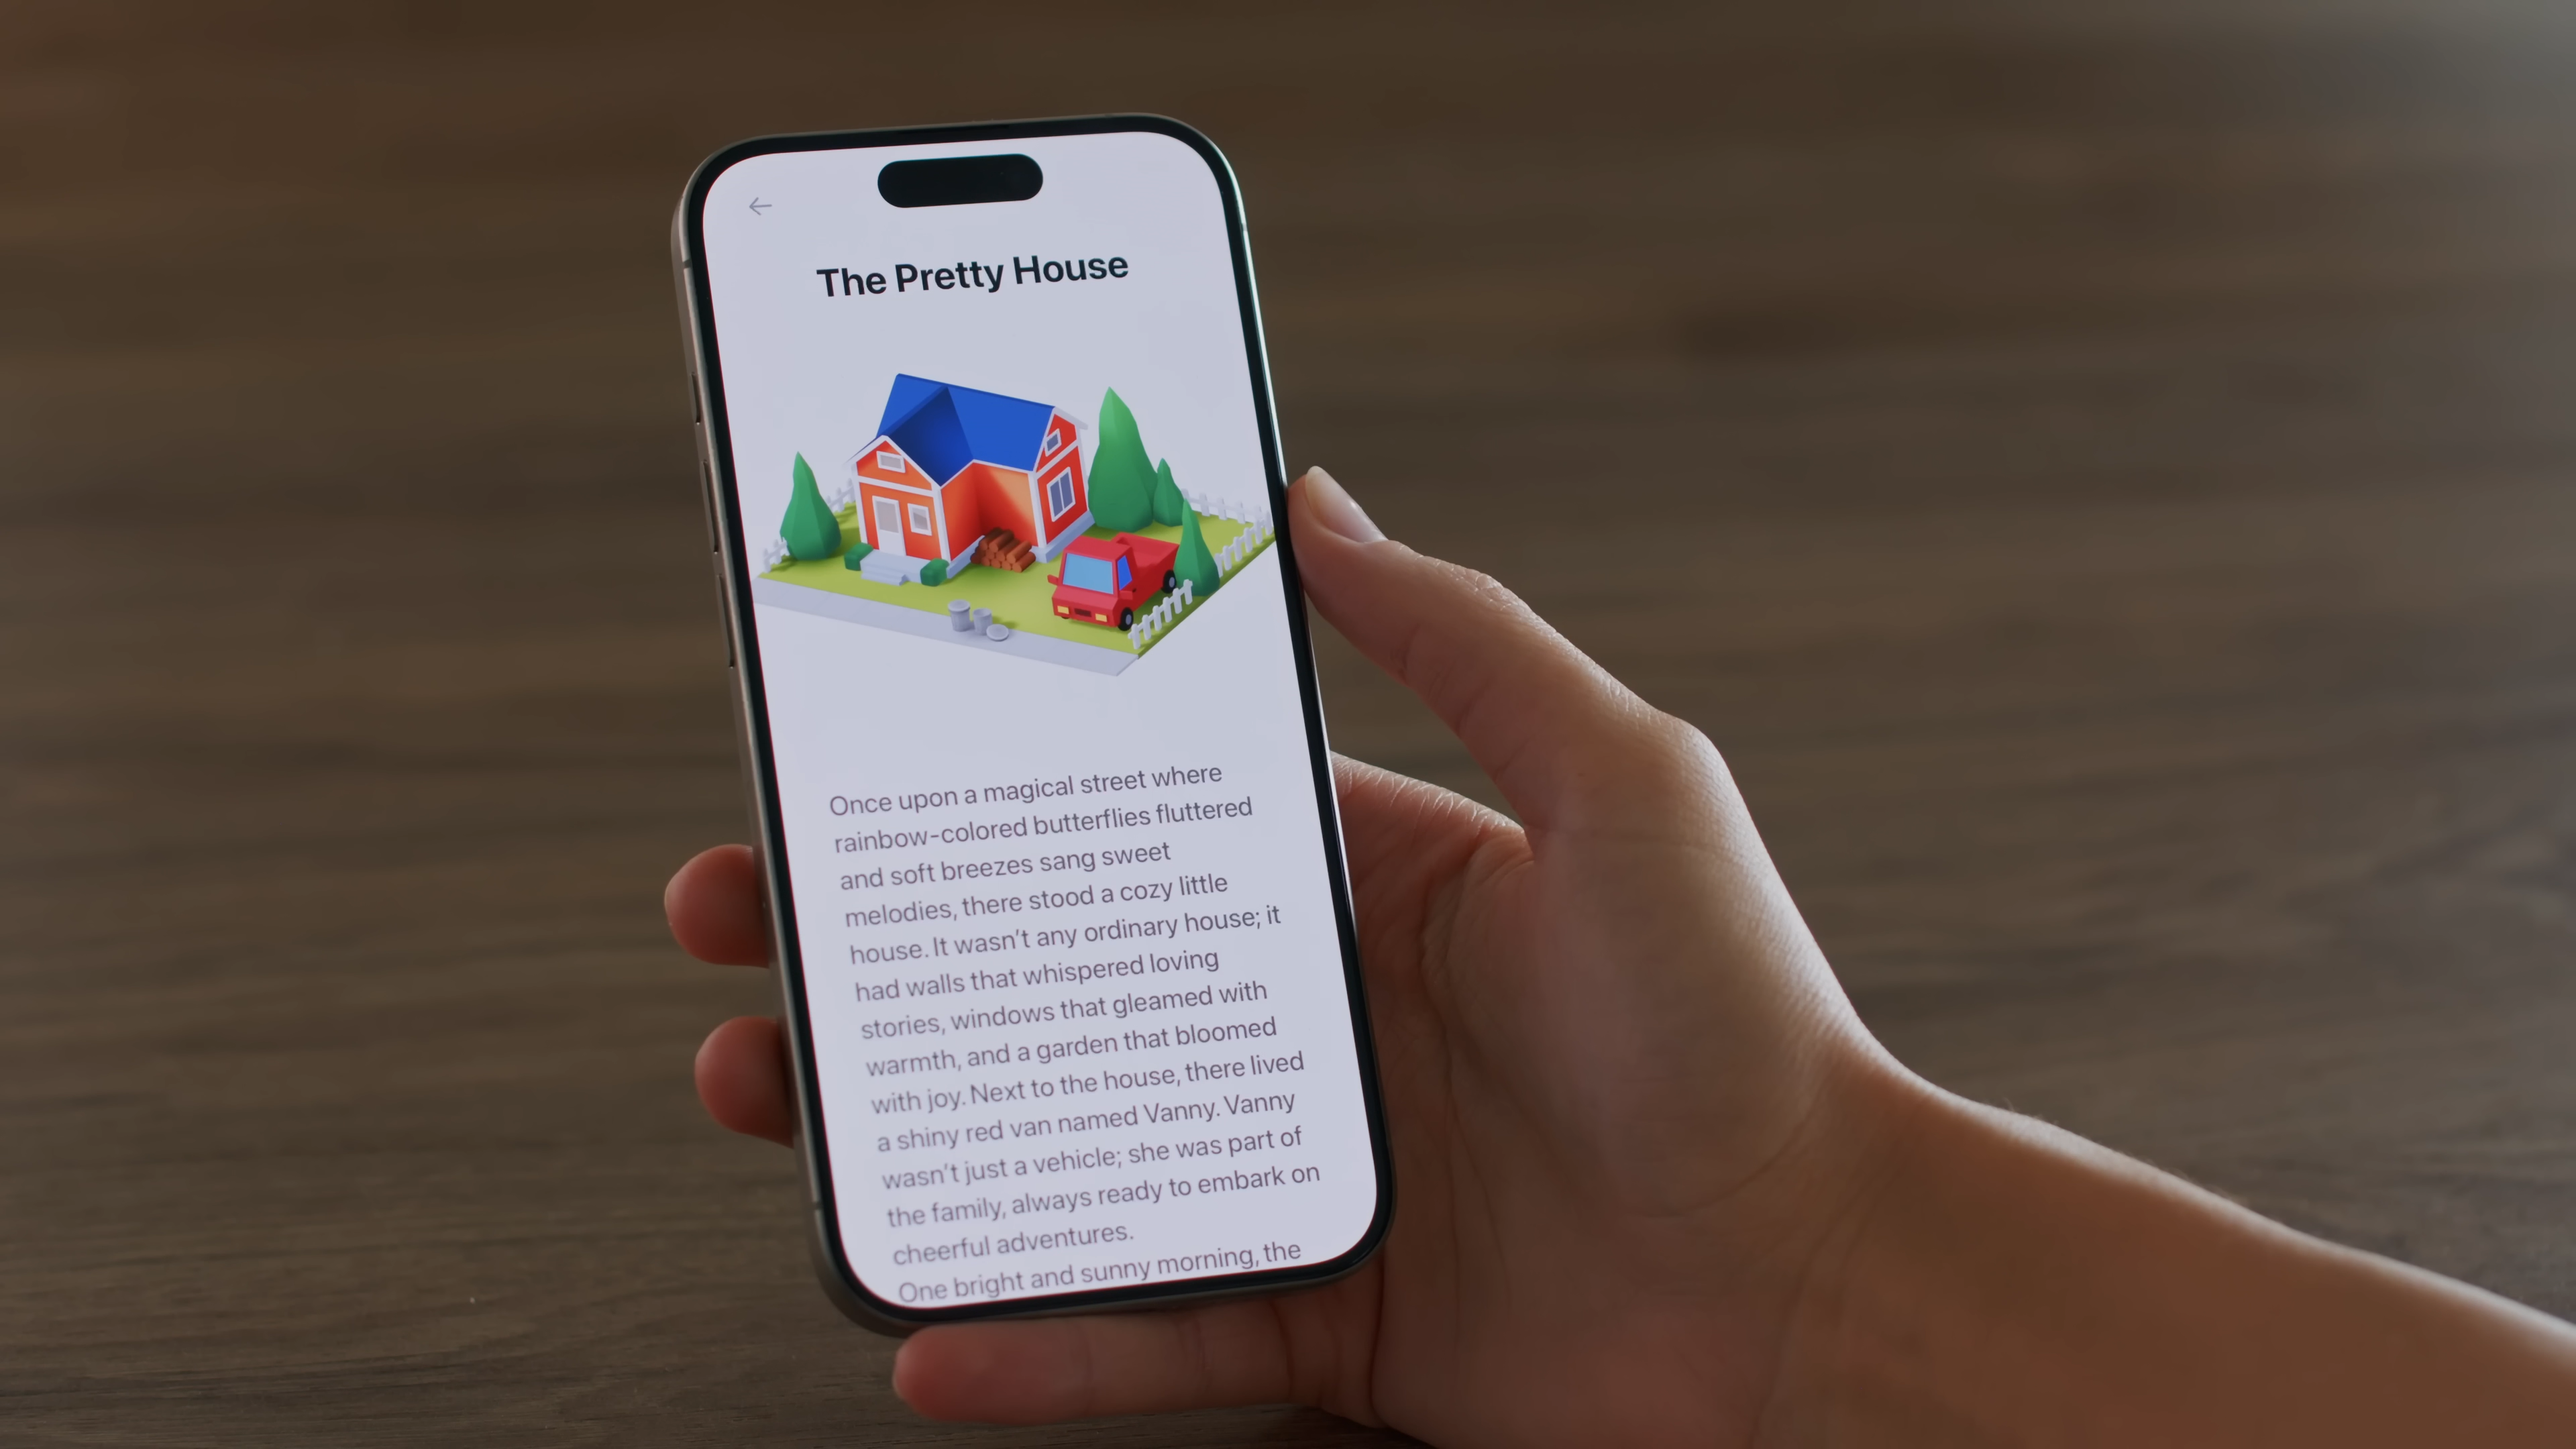 The Pretty House
Once upon a magical street where
rainbow-colored butterflies fluttered
and soft breezes sang sweet
melodies, there stood a cozy little
house. It wasn’t any ordinary house; it
had walls that whispered loving
stories, windows that gleamed with
warmth, and a garden that bloomed
with joy. Next to the house, there lived
a shiny red van named Vanny. Vanny
wasn’t just a vehicle; she was part of
the family, always ready to embark on
cheerful adventures.
One bright and sunny morning, the